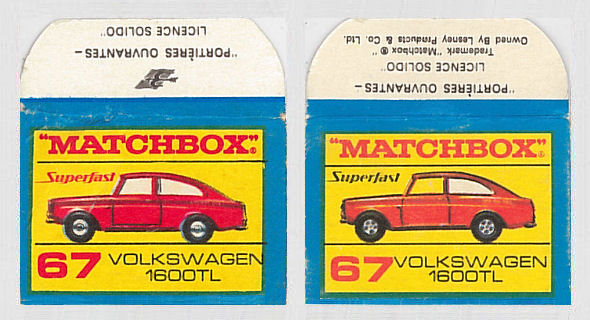 "PORTIÈRES OUVRANTES–
LICENCE SOLIDO"
"MATCHBOX"®
Superfast
67 VOLKSWAGEN
1600TL
"PORTIÈRES OUVRANTES–
LICENCE SOLIDO"
Trademark "Matchbox" ®
Owned By Lesney Products & Co. Ltd.
"MATCHBOX"®
Superfast
67 VOLKSWAGEN
1600TL